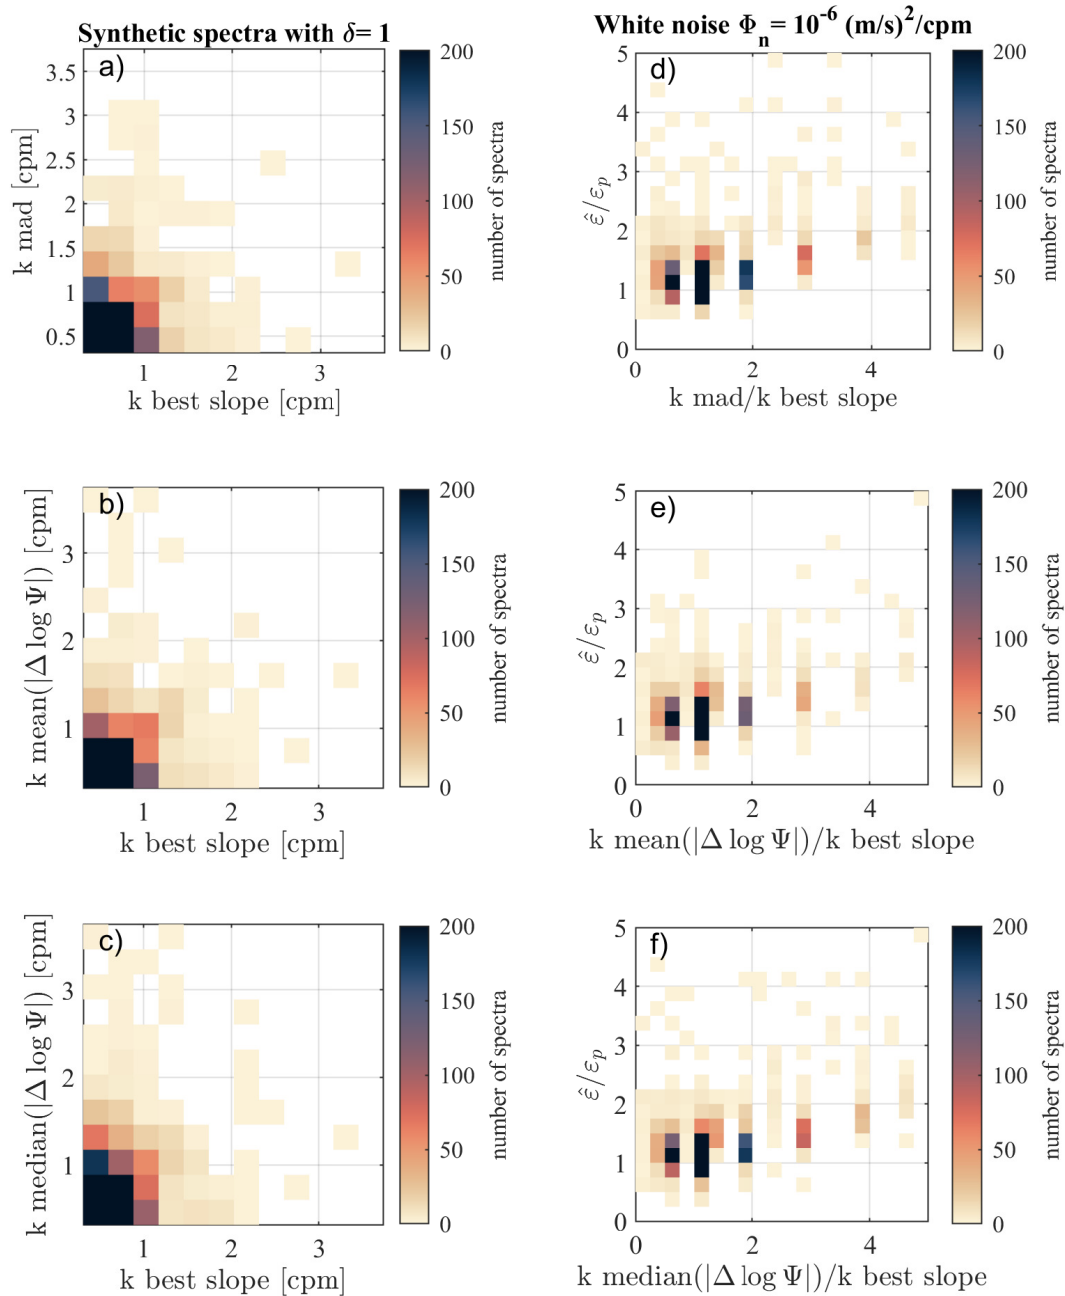 Synthetic spectra with δ= 1
a)
3.5
3
2.5
2
1.5
1
0.5
k mad [cpm]
1 2 3
k best slope [cpm]
200
150
100
50
0
number of spectra
White noise Φn= 10-6 (m/s)2/cpm
d)
5
4
3
2
1
0
ε̂/εp
0 2 4
k mad/k best slope
200
150
100
50
0
number of spectra
b)
3
2
1
k mean(|Δ log Ψ|) [cpm]
1 2 3
k best slope [cpm]
200
150
100
50
0
number of spectra
e)
5
4
3
2
1
0
ε̂/εp
0 2 4
k mean(|Δ log Ψ|)/k best slope
200
150
100
50
0
number of spectra
c)
3
2
1
k median(|Δ log Ψ|) [cpm]
1 2 3
k best slope [cpm]
200
150
100
50
0
number of spectra
f)
5
4
3
2
1
0
ε̂/εp
0 2 4
k median(|Δ log Ψ|)/k best slope
200
150
100
50
0
number of spectra